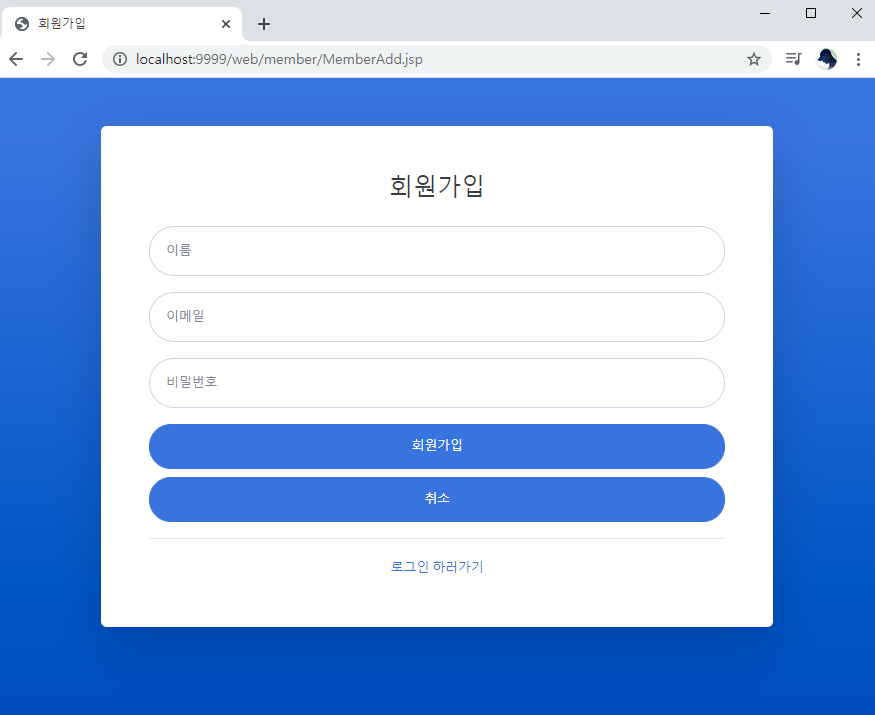 회원가입
localhost:9999/web/member/MemberAdd.jsp
회원가입
이름
이메일
비밀번호
회원가입
취소
로그인 하러가기